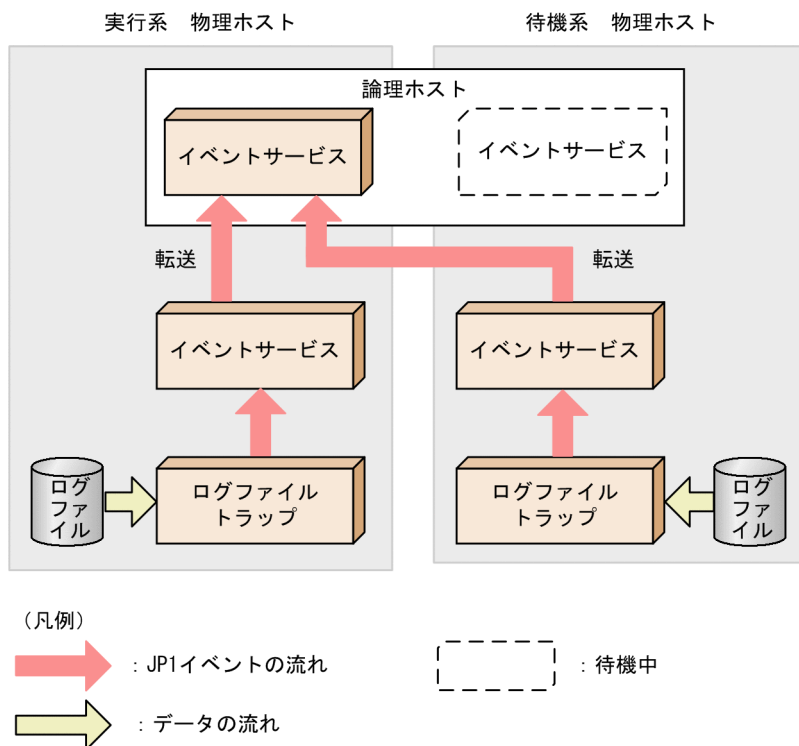 実行系　物理ホスト
待機系　物理ホスト
論理ホスト
イベントサービス
イベントサービス
転送
転送
イベントサービス
イベントサービス
ログ
ファ
イル
ログファイル
トラップ
ログファイル
トラップ
ログ
ファ
イル
（凡例）
：JP1イベントの流れ
：待機中
：データの流れ